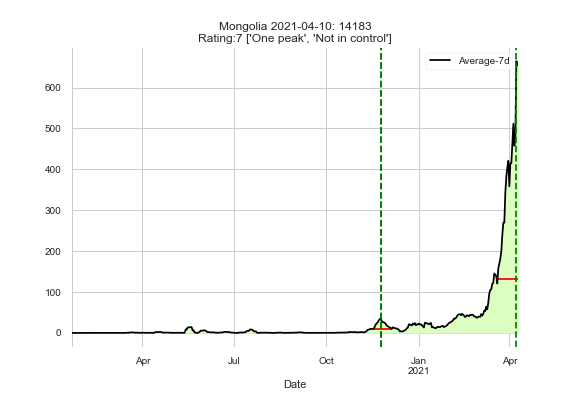 Mongolia 2021-04-10: 14183
Rating:7 ['One peak', 'Not in control']
Average-7d
600
500
400
300
200
100
0
Apr
Jul
Oct
Jan
2021
Apr
Date